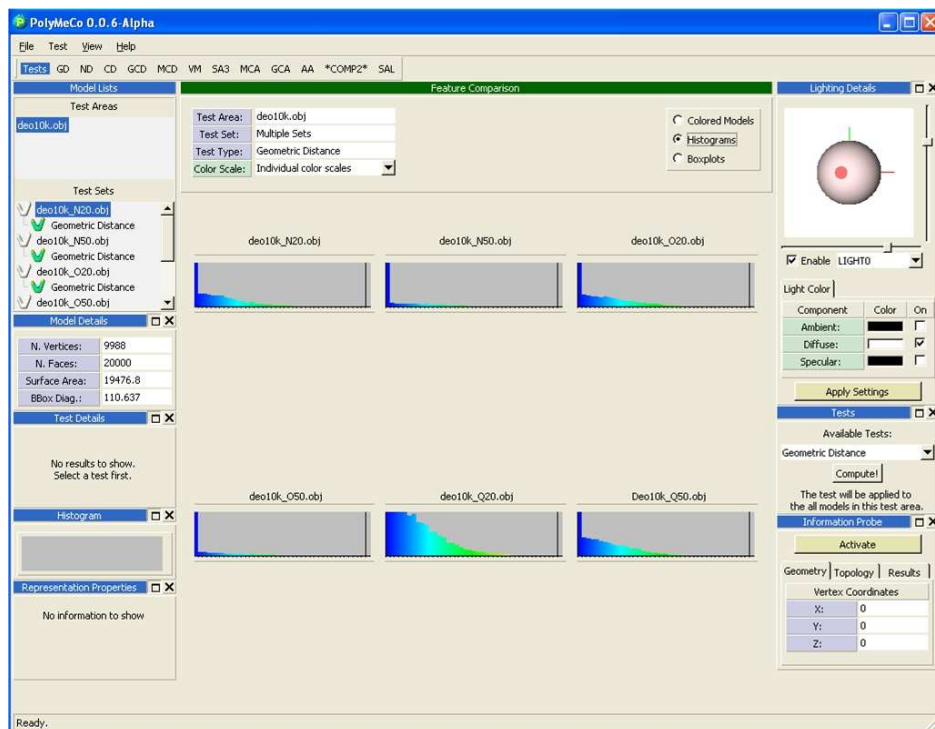 PolyMeCo 0.0.6-Alpha
File Test View Help
Tests GD ND CD GCD MCD VM SA3 MCA GCA AA *COMP2* SAL
Model Lists
Test Areas
deo10k.obj
Test Sets
deo10k_N20.obj
Geometric Distance
deo10k_N50.obj
Geometric Distance
deo10k_O20.obj
Geometric Distance
deo10k_O50.obj
Model Details
N. Vertices: 9988
N. Faces: 20000
Surface Area: 19476.8
BBox Diag.: 110.637
Test Details
No results to show.
Select a test first.
Histogram
Representation Properties
No information to show
Feature Comparison
Test Area: deo10k.obj
Test Set: Multiple Sets
Test Type: Geometric Distance
Color Scale: Individual color scales
Colored Models
Histograms
Boxplots
deo10k_N20.obj deo10k_N50.obj deo10k_O20.obj
deo10k_O50.obj deo10k_Q20.obj Deo10k_Q50.obj
Lighting Details
Enable LIGHT0
Light Color
Component Color On
Ambient:
Diffuse:
Specular:
Apply Settings
Tests
Available Tests:
Geometric Distance
Compute!
The test will be applied to
the all models in this test area.
Information Probe
Activate
Geometry Topology Results
Vertex Coordinates
X: 0
Y: 0
Z: 0
Ready.